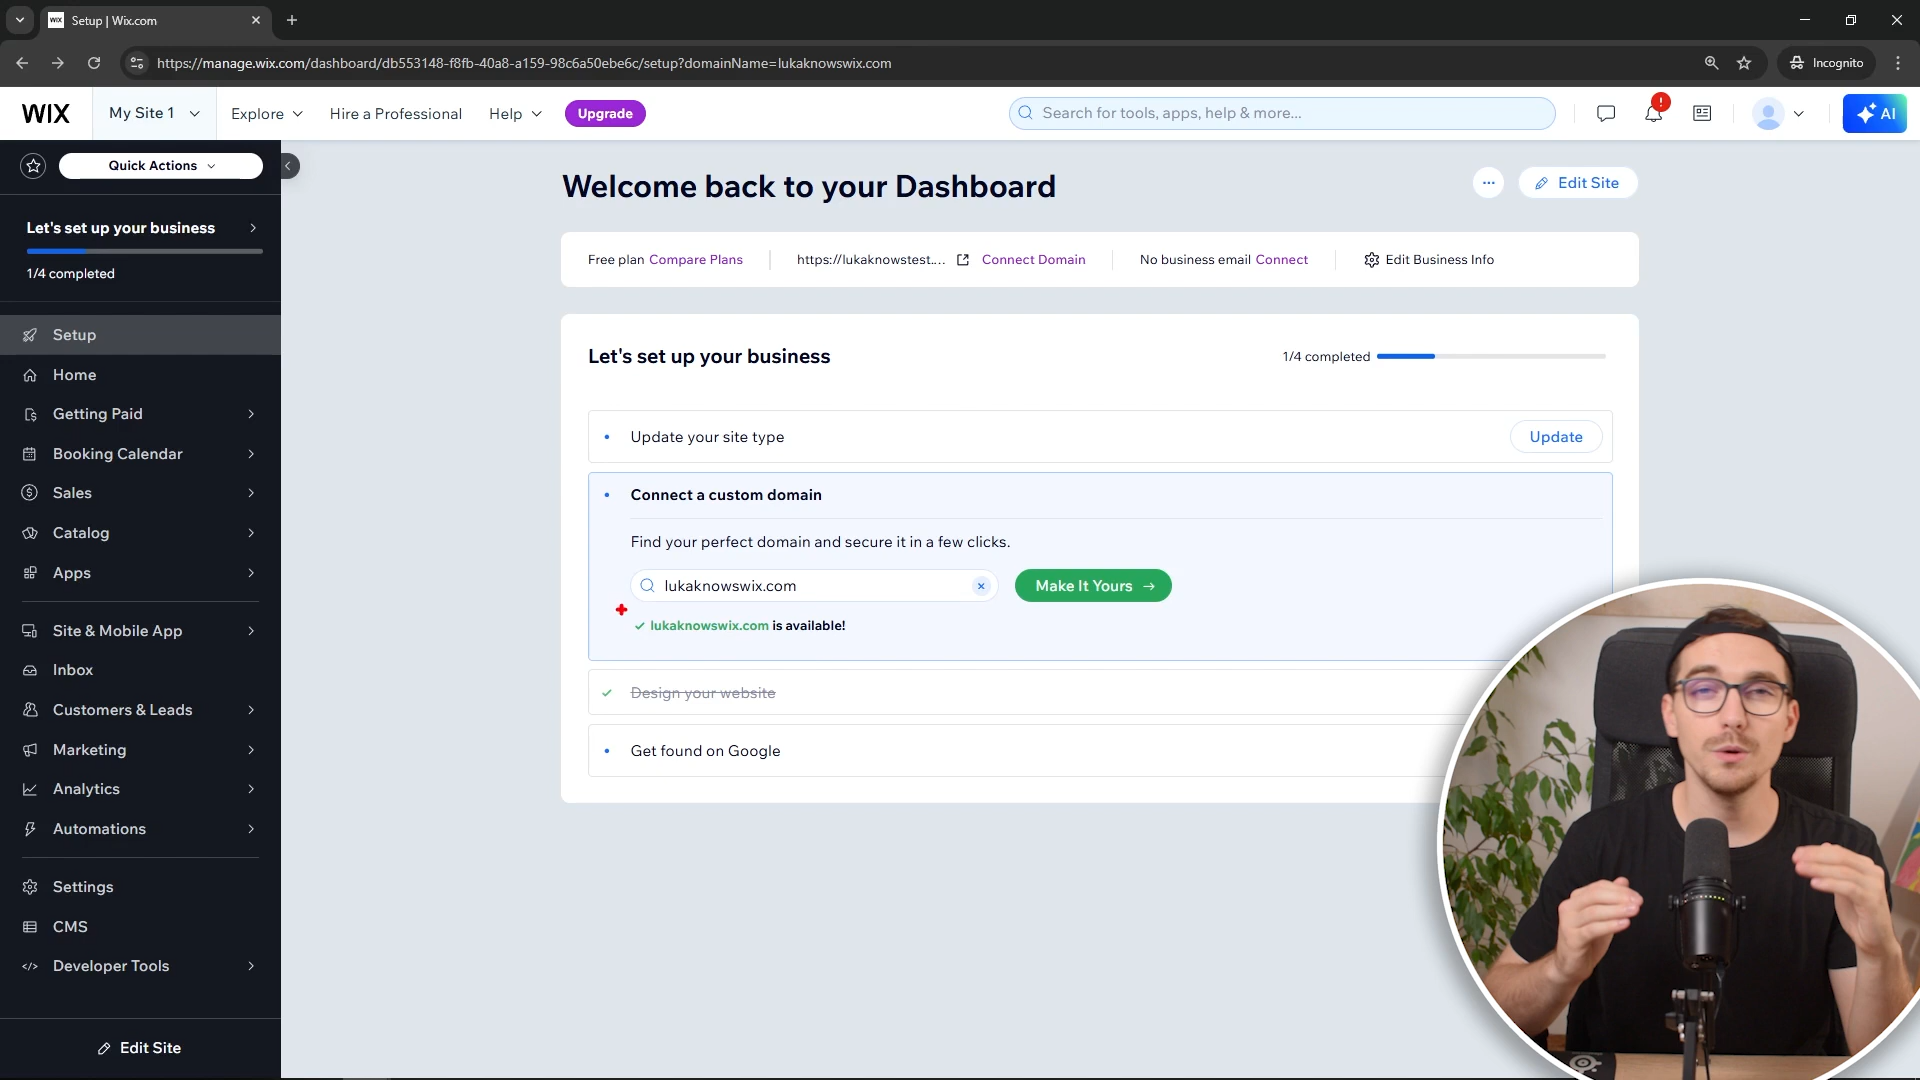 WIX Setup | Wix.com
https://manage.wix.com/dashboard/db553148-f8fb-40a8-a159-98c6a50ebe6c/setup?domainName=lukaknowswix.com
Incognito
WIX
My Site 1
Explore
Hire a Professional
Help
Upgrade
Search for tools, apps, help & more...
!
AI
Quick Actions
Let's set up your business
1/4 completed
Setup
Home
Getting Paid
Booking Calendar
Sales
Catalog
Apps
Site & Mobile App
Inbox
Customers & Leads
Marketing
Analytics
Automations
Settings
CMS
Developer Tools
Edit Site
Welcome back to your Dashboard
... Edit Site
Free plan Compare Plans
https://lukaknowstest.... Connect Domain
No business email Connect
Edit Business Info
Let's set up your business
1/4 completed
Update your site type
Update
Connect a custom domain
Find your perfect domain and secure it in a few clicks.
lukaknowswix.com
Make It Yours →
lukaknowswix.com is available!
Design your website
Get found on Google